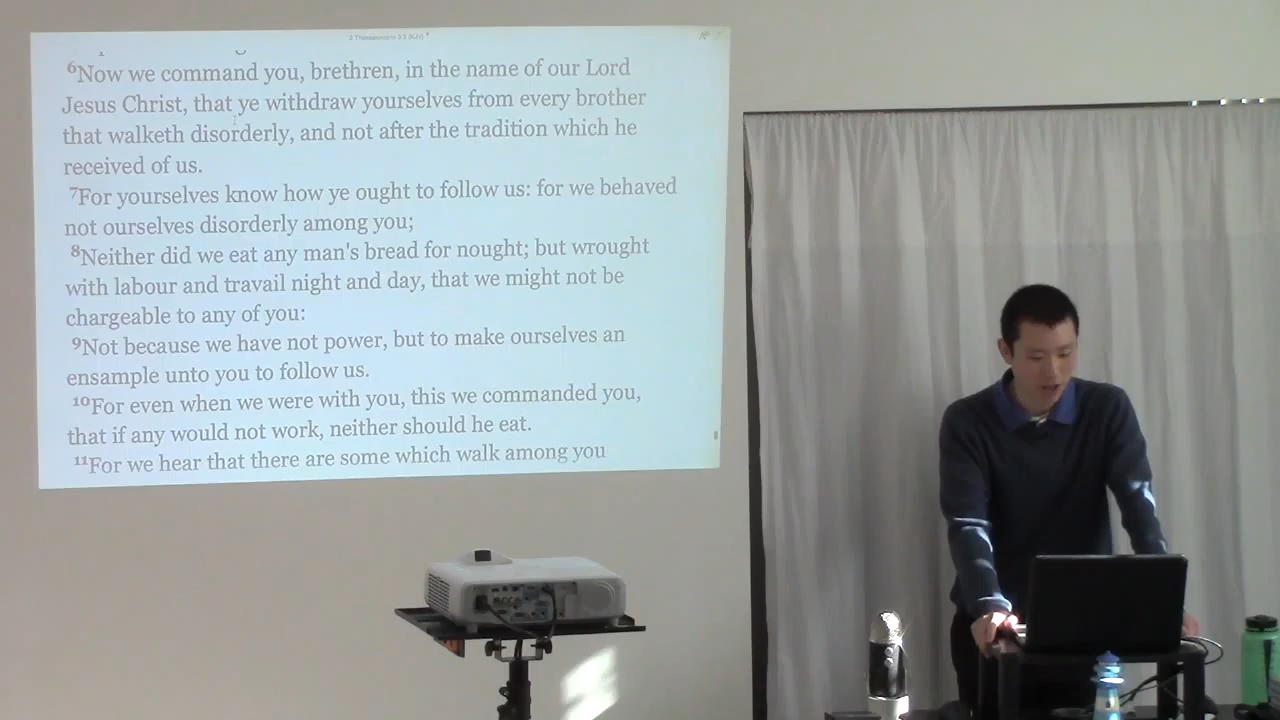 2 Thessalonians 3:3 (KJV)
⁶Now we command you, brethren, in the name of our Lord
Jesus Christ, that ye withdraw yourselves from every brother
that walketh disorderly, and not after the tradition which he
received of us.
⁷For yourselves know how ye ought to follow us: for we behaved
not ourselves disorderly among you;
⁸Neither did we eat any man's bread for nought; but wrought
with labour and travail night and day, that we might not be
chargeable to any of you:
⁹Not because we have not power, but to make ourselves an
ensample unto you to follow us.
¹⁰For even when we were with you, this we commanded you,
that if any would not work, neither should he eat.
¹¹For we hear that there are some which walk among you